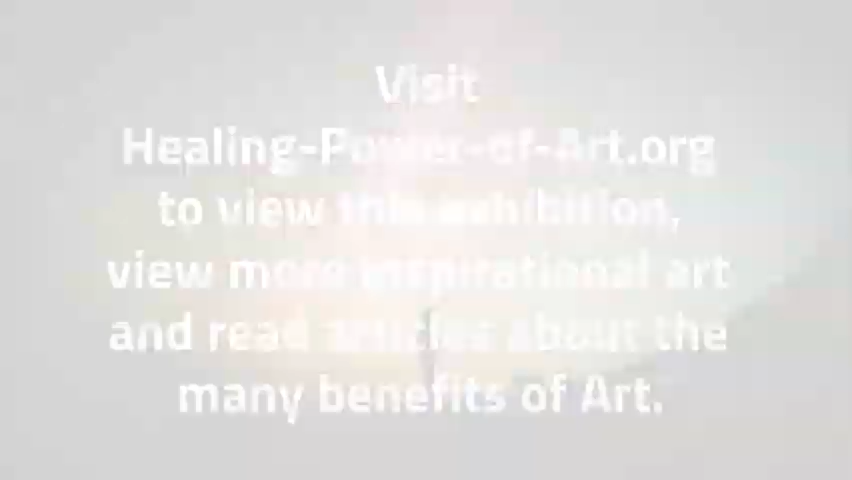 Visit
Healing-Power-of-Art.org
to view this exhibition,
view more inspirational art
and read articles about the
many benefits of Art.